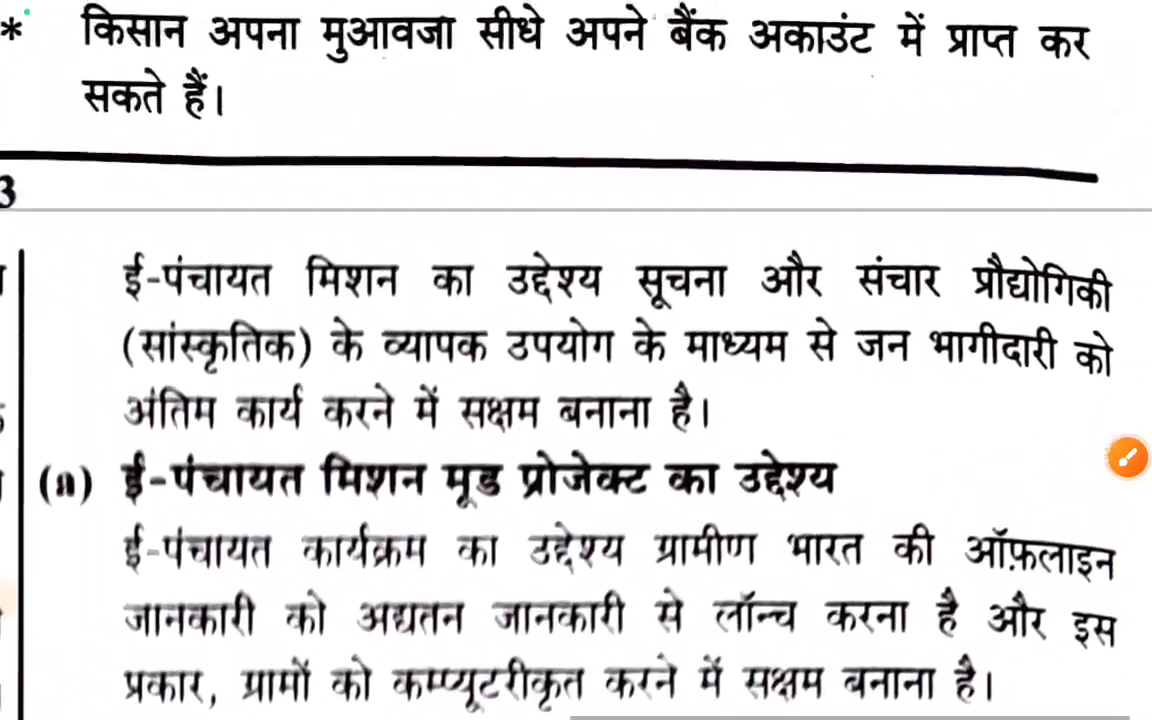 * किसान अपना मुआवजा सीधे अपने बैंक अकाउंट में प्राप्त कर
सकते हैं।
3
ई-पंचायत मिशन का उद्देश्य सूचना और संचार प्रौद्योगिकी
(सांस्कृतिक) के व्यापक उपयोग के माध्यम से जन भागीदारी को
अंतिम कार्य करने में सक्षम बनाना है।
ई-पंचायत मिशन मूड प्रोजेक्ट का उद्देश्य
ई-पंचायत कार्यक्रम का उद्देश्य ग्रामीण भारत की ऑफ़लाइन
जानकारी को अद्यतन जानकारी से लॉन्च करना है और इस
प्रकार, ग्रामों को कम्प्यूटरीकृत करने में सक्षम बनाना है।